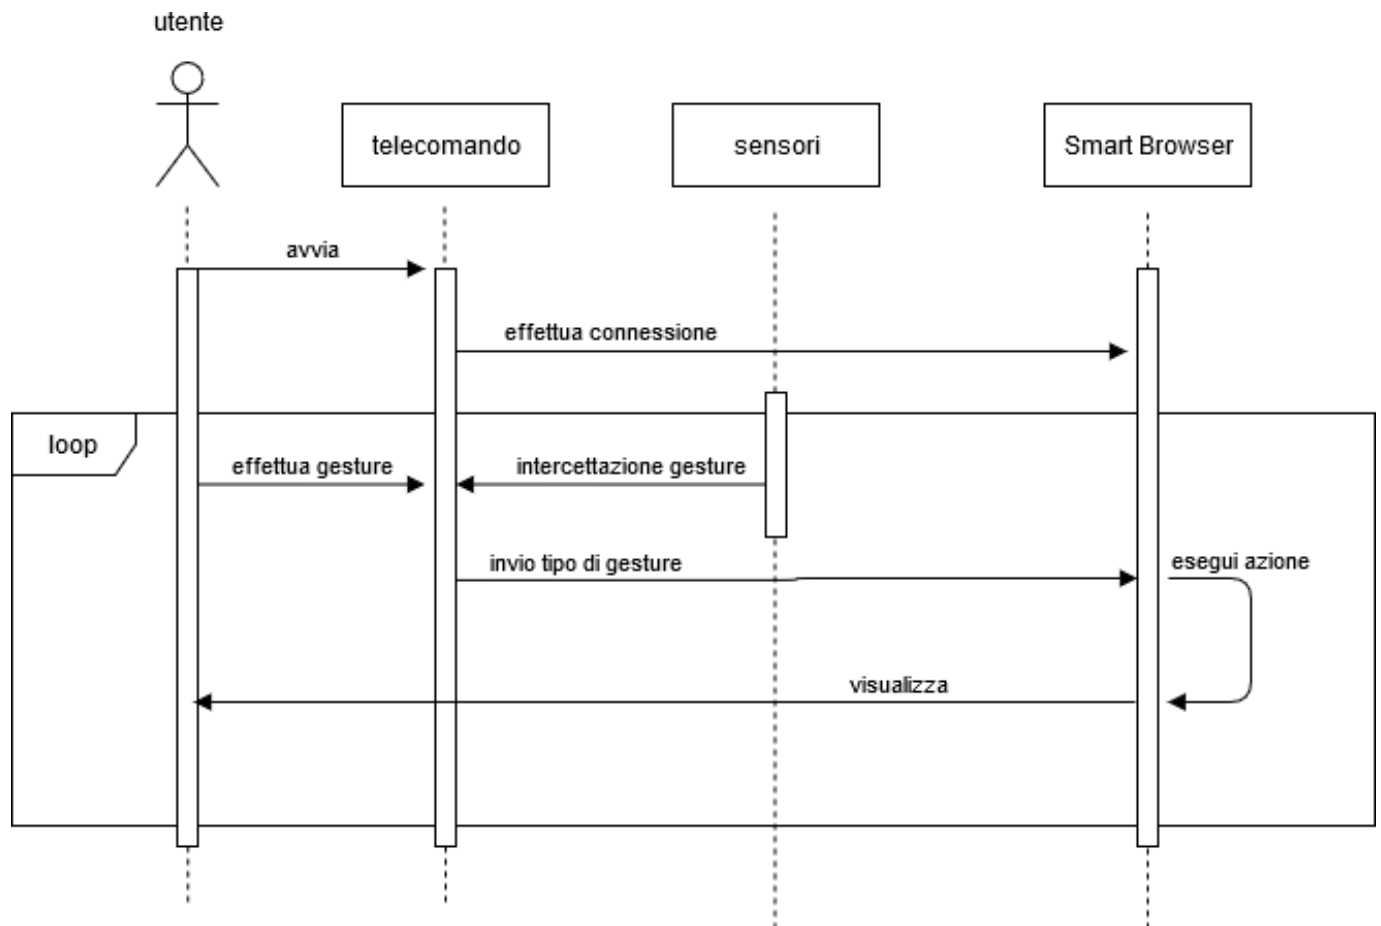 utente
telecomando
sensori
Smart Browser
avvia
effettua connessione
loop
effettua gesture
intercettazione gesture
invio tipo di gesture
esegui azione
visualizza